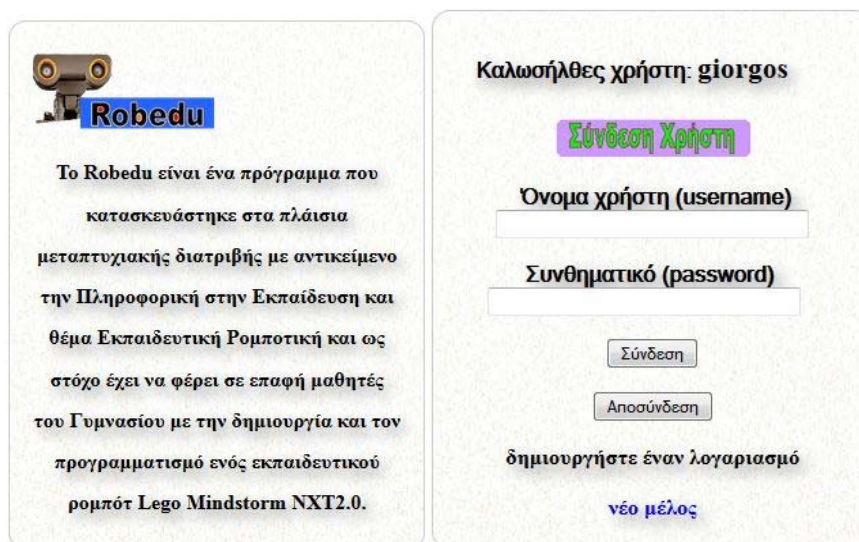 Robedu
Το Robedu είναι ένα πρόγραμμα που
κατασκευάστηκε στα πλάισια
μεταπτυχιακής διατριβής με αντικείμενο
την Πληροφορική στην Εκπαίδευση και
θέμα Εκπαιδευτική Ρομποτική και ως
στόχο έχει να φέρει σε επαφή μαθητές
του Γυμνασίου με την δημιουργία και τον
προγραμματισμό ενός εκπαιδευτικού
ρομπότ Lego Mindstorm NXT2.0.
Καλωσήλθες χρήστη: giorgos
Σύνδεση Χρήστη
Όνομα χρήστη (username)
Συνθηματικό (password)
Σύνδεση
Αποσύνδεση
δημιουργήστε έναν λογαριασμό
νέο μέλος